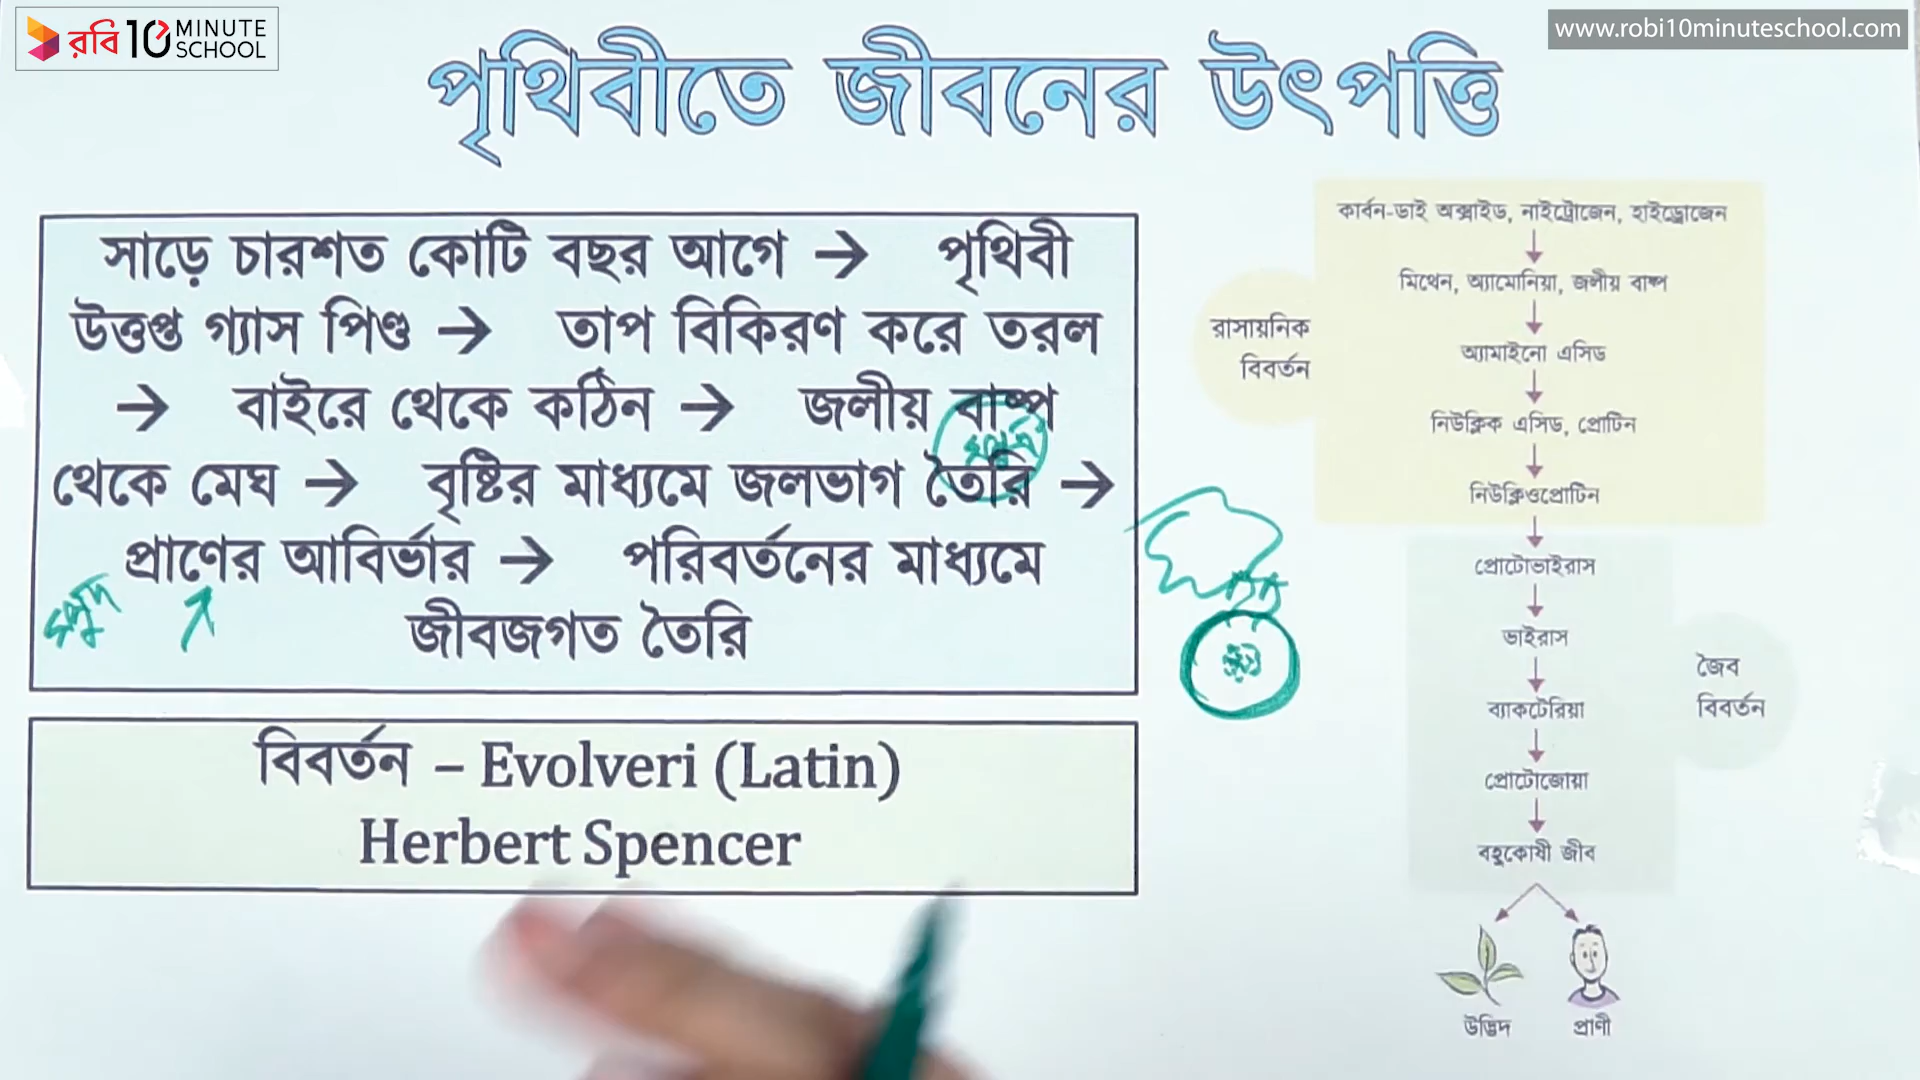 রবি 10 MINUTE SCHOOL
www.robi10minuteschool.com
পৃথিবীতে জীবনের উৎপত্তি
সাড়ে চারশত কোটি বছর আগে → পৃথিবী
উত্তপ্ত গ্যাস পিণ্ড → তাপ বিকিরণ করে তরল
→ বাইরে থেকে কঠিন → জলীয় বাষ্প
থেকে মেঘ → বৃষ্টির মাধ্যমে জলভাগ তৈরি →
প্রাণের আবির্ভার → পরিবর্তনের মাধ্যমে
জীবজগত তৈরি
বিবর্তন – Evolveri (Latin)
Herbert Spencer
কার্বন-ডাই অক্সাইড, নাইট্রোজেন, হাইড্রোজেন
মিথেন, অ্যামোনিয়া, জলীয় বাষ্প
রাসায়নিক
বিবর্তন
অ্যামাইনো এসিড
নিউক্লিক এসিড, প্রোটিন
নিউক্লিওপ্রোটিন
প্রোটোভাইরাস
ভাইরাস
জৈব
বিবর্তন
ব্যাকটেরিয়া
প্রোটোজোয়া
বহুকোষী জীব
উদ্ভিদ
প্রাণী